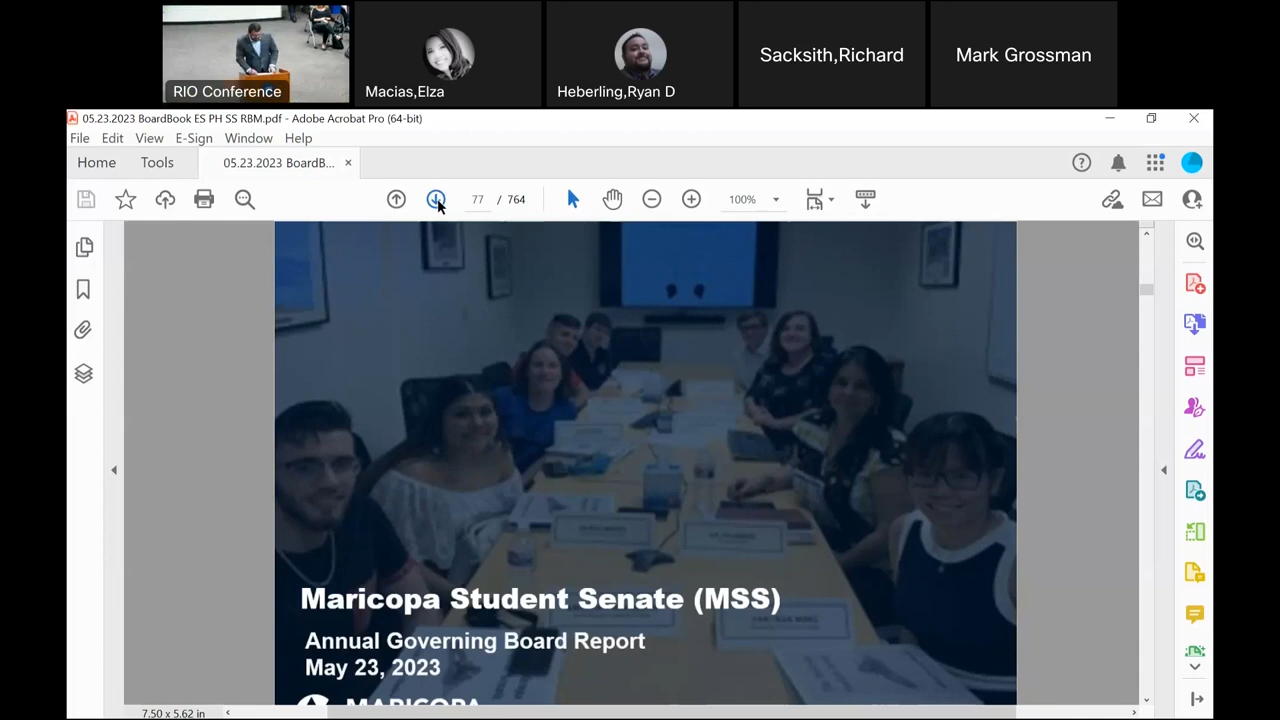 RIO Conference
Macias,Elza
Heberling,Ryan D
Sacksith,Richard
Mark Grossman
05.23.2023 BoardBook ES PH SS RBM.pdf - Adobe Acrobat Pro (64-bit)
File Edit View E-Sign Window Help
Home Tools 05.23.2023 BoardB...
77 / 764
100%
Maricopa Student Senate (MSS)
Annual Governing Board Report
May 23, 2023
MARICOPA
7.50 x 5.62 in